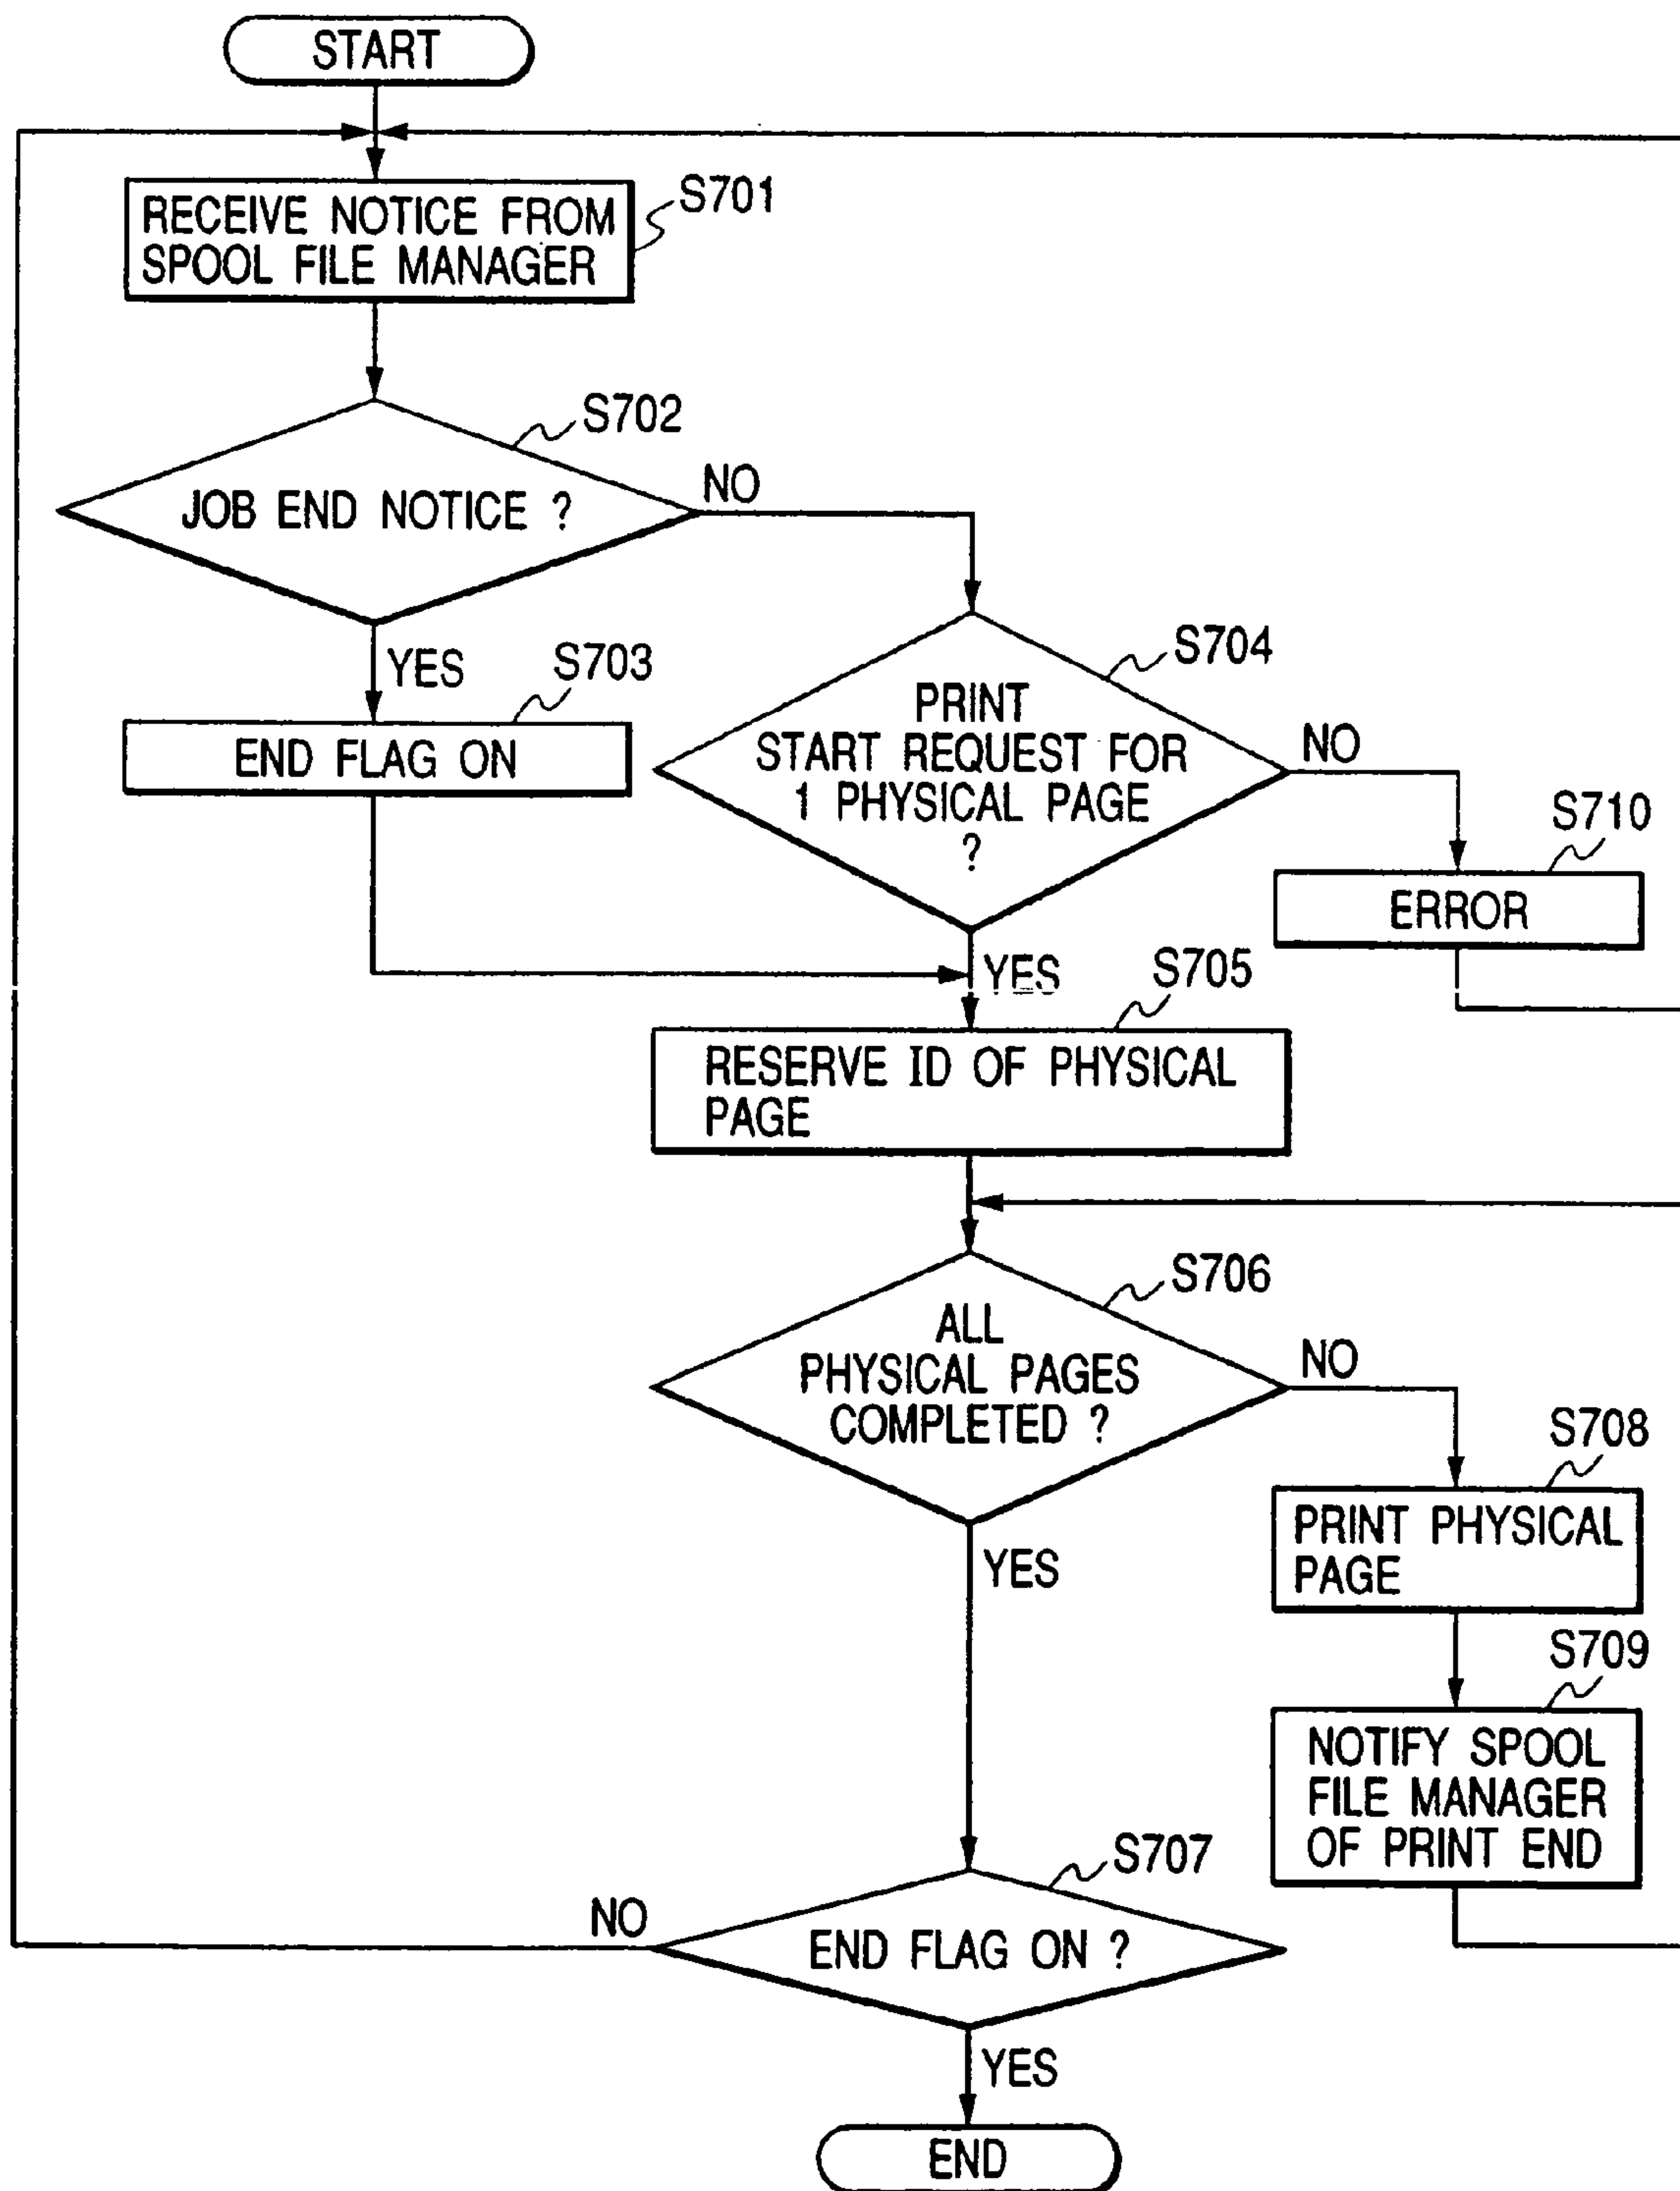 START
RECEIVE NOTICE FROM
SPOOL FILE MANAGER
S701
S702
JOB END NOTICE ?
NO
YES
S703
END FLAG ON
S704
PRINT
START REQUEST FOR
1 PHYSICAL PAGE
?
NO
S710
ERROR
YES
S705
RESERVE ID OF PHYSICAL
PAGE
S706
ALL
PHYSICAL PAGES
COMPLETED ?
NO
S708
PRINT PHYSICAL
PAGE
YES
S709
NOTIFY SPOOL
FILE MANAGER
OF PRINT END
S707
NO
END FLAG ON ?
YES
END